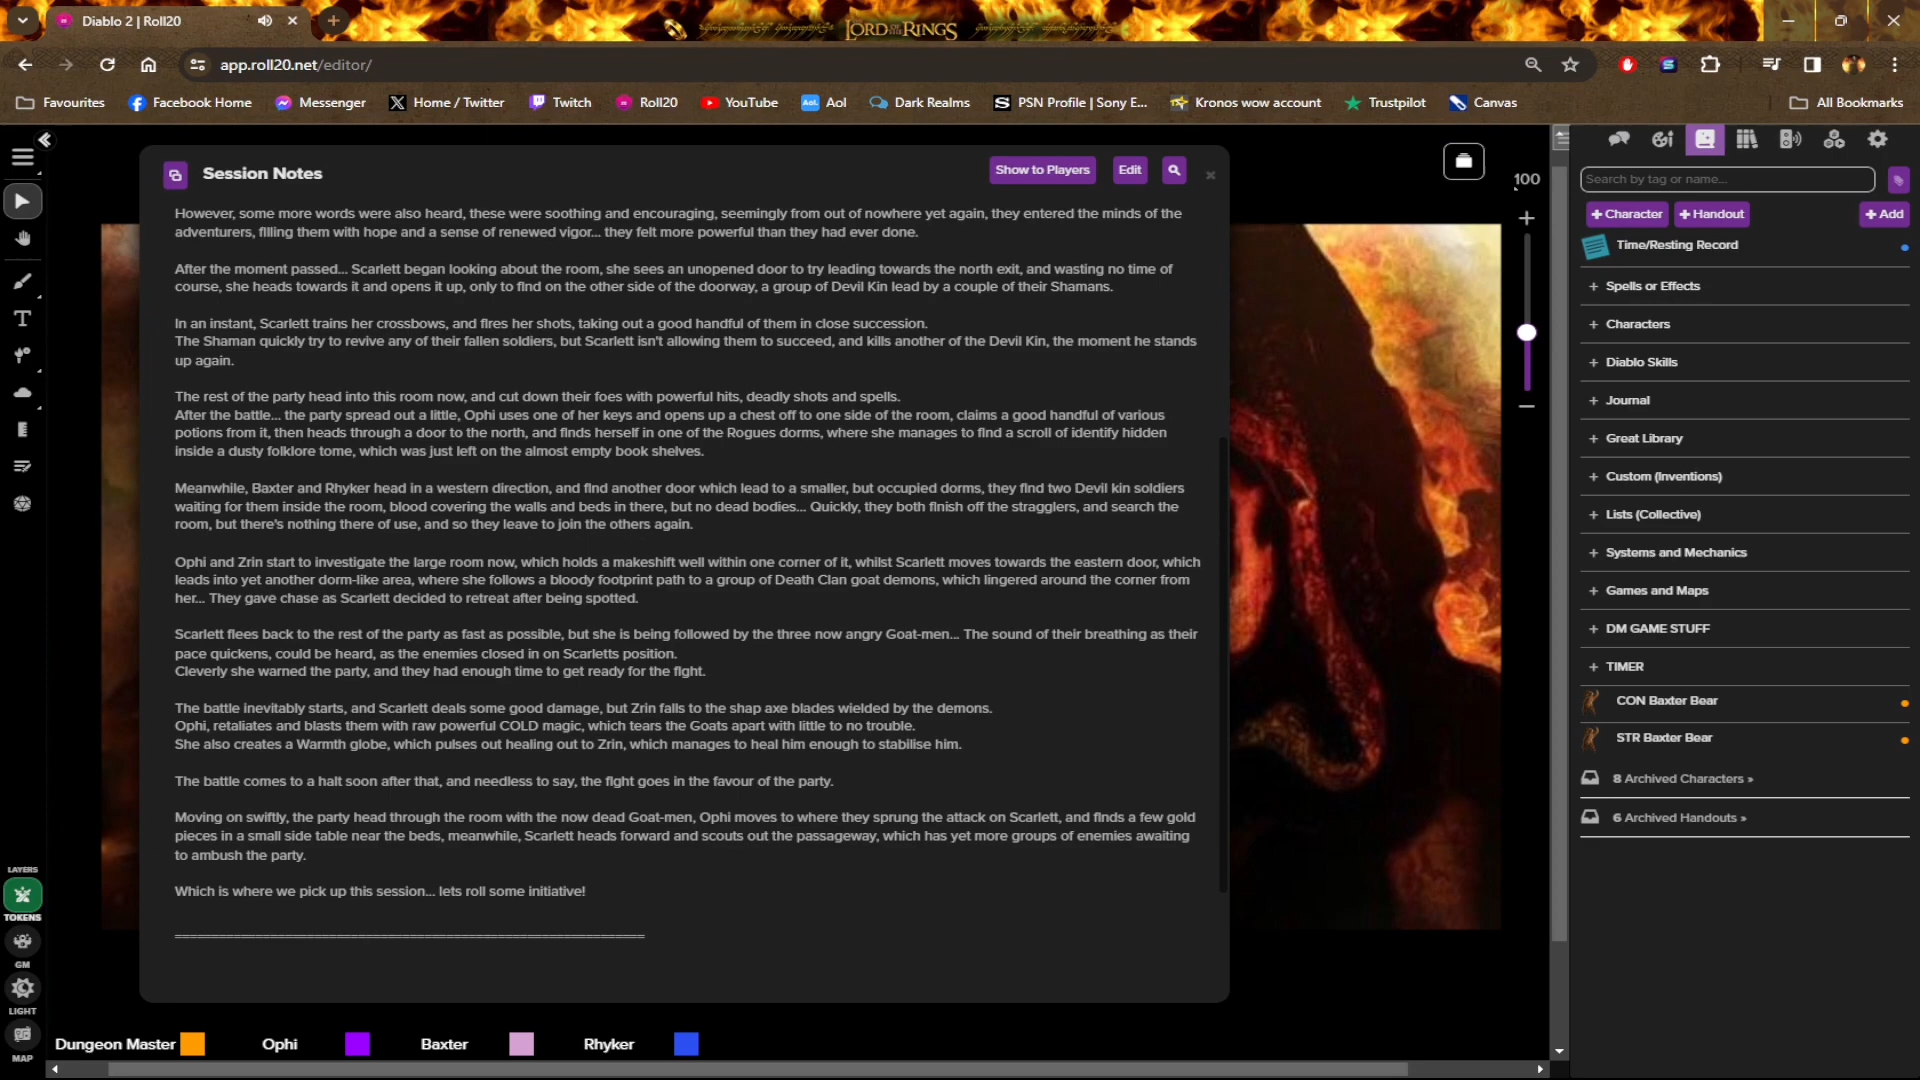 Diablo 2 | Roll20
THE LORD OF THE RINGS
app.roll20.net/editor/
Favourites
Facebook Home
Messenger
Home / Twitter
Twitch
Roll20
YouTube
Aol
Dark Realms
PSN Profile | Sony E...
Kronos wow account
Trustpilot
Canvas
All Bookmarks
Session Notes
Show to Players
Edit
However, some more words were also heard, these were soothing and encouraging, seemingly from out of nowhere yet again, they entered the minds of the
adventurers, filling them with hope and a sense of renewed vigor... they felt more powerful than they had ever done.
After the moment passed... Scarlett began looking about the room, she sees an unopened door to try leading towards the north exit, and wasting no time of
course, she heads towards it and opens it up, only to find on the other side of the doorway, a group of Devil Kin lead by a couple of their Shamans.
In an instant, Scarlett trains her crossbows, and fires her shots, taking out a good handful of them in close succession.
The Shaman quickly try to revive any of their fallen soldiers, but Scarlett isn't allowing them to succeed, and kills another of the Devil Kin, the moment he stands
up again.
The rest of the party head into this room now, and cut down their foes with powerful hits, deadly shots and spells.
After the battle... the party spread out a little, Ophi uses one of her keys and opens up a chest off to one side of the room, claims a good handful of various
potions from it, then heads through a door to the north, and finds herself in one of the Rogues dorms, where she manages to find a scroll of identify hidden
inside a dusty folklore tome, which was just left on the almost empty book shelves.
Meanwhile, Baxter and Rhyker head in a western direction, and find another door which lead to a smaller, but occupied dorms, they find two Devil kin soldiers
waiting for them inside the room, blood covering the walls and beds in there, but no dead bodies... Quickly, they both finish off the stragglers, and search the
room, but there's nothing there of use, and so they leave to join the others again.
Ophi and Zrin start to investigate the large room now, which holds a makeshift well within one corner of it, whilst Scarlett moves towards the eastern door, which
leads into yet another dorm-like area, where she follows a bloody footprint path to a group of Death Clan goat demons, which lingered around the corner from
her... They gave chase as Scarlett decided to retreat after being spotted.
Scarlett flees back to the rest of the party as fast as possible, but she is being followed by the three now angry Goat-men... The sound of their breathing as their
pace quickens, could be heard, as the enemies closed in on Scarletts position.
Cleverly she warned the party, and they had enough time to get ready for the fight.
The battle inevitably starts, and Scarlett deals some good damage, but Zrin falls to the shap axe blades wielded by the demons.
Ophi, retaliates and blasts them with raw powerful COLD magic, which tears the Goats apart with little to no trouble.
She also creates a Warmth globe, which pulses out healing out to Zrin, which manages to heal him enough to stabilise him.
The battle comes to a halt soon after that, and needless to say, the fight goes in the favour of the party.
Moving on swiftly, the party head through the room with the now dead Goat-men, Ophi moves to where they sprung the attack on Scarlett, and finds a few gold
pieces in a small side table near the beds, meanwhile, Scarlett heads forward and scouts out the passageway, which has yet more groups of enemies awaiting
to ambush the party.
Which is where we pick up this session... lets roll some initiative!
100
Search by tag or name...
+ Character
+ Handout
+ Add
Time/Resting Record
+ Spells or Effects
+ Characters
+ Diablo Skills
+ Journal
+ Great Library
+ Custom (Inventions)
+ Lists (Collective)
+ Systems and Mechanics
+ Games and Maps
+ DM GAME STUFF
+ TIMER
CON Baxter Bear
STR Baxter Bear
8 Archived Characters »
6 Archived Handouts »
LAYERS
TOKENS
GM
LIGHT
MAP
Dungeon Master
Ophi
Baxter
Rhyker